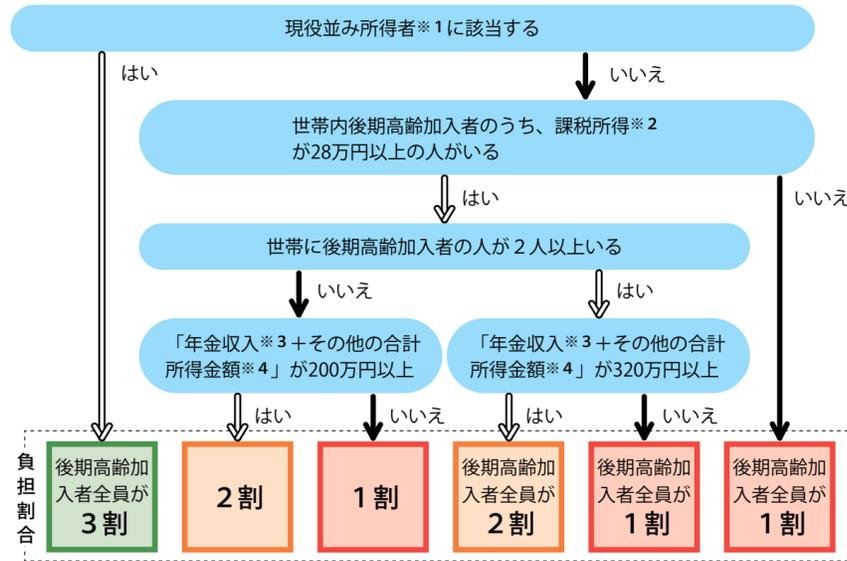 現役並み所得者※1に該当する
はい
いいえ
世帯内後期高齢加入者のうち、課税所得※2
が28万円以上の人がいる
はい
いいえ
世帯に後期高齢加入者の人が2人以上いる
いいえ
はい
「年金収入※3＋その他の合計
所得金額※4」が200万円以上
「年金収入※3＋その他の合計
所得金額※4」が320万円以上
はい
いいえ
はい
いいえ
負担割合
後期高齢加
入者全員が
3割
2割
1割
後期高齢加
入者全員が
2割
後期高齢加
入者全員が
1割
後期高齢加
入者全員が
1割